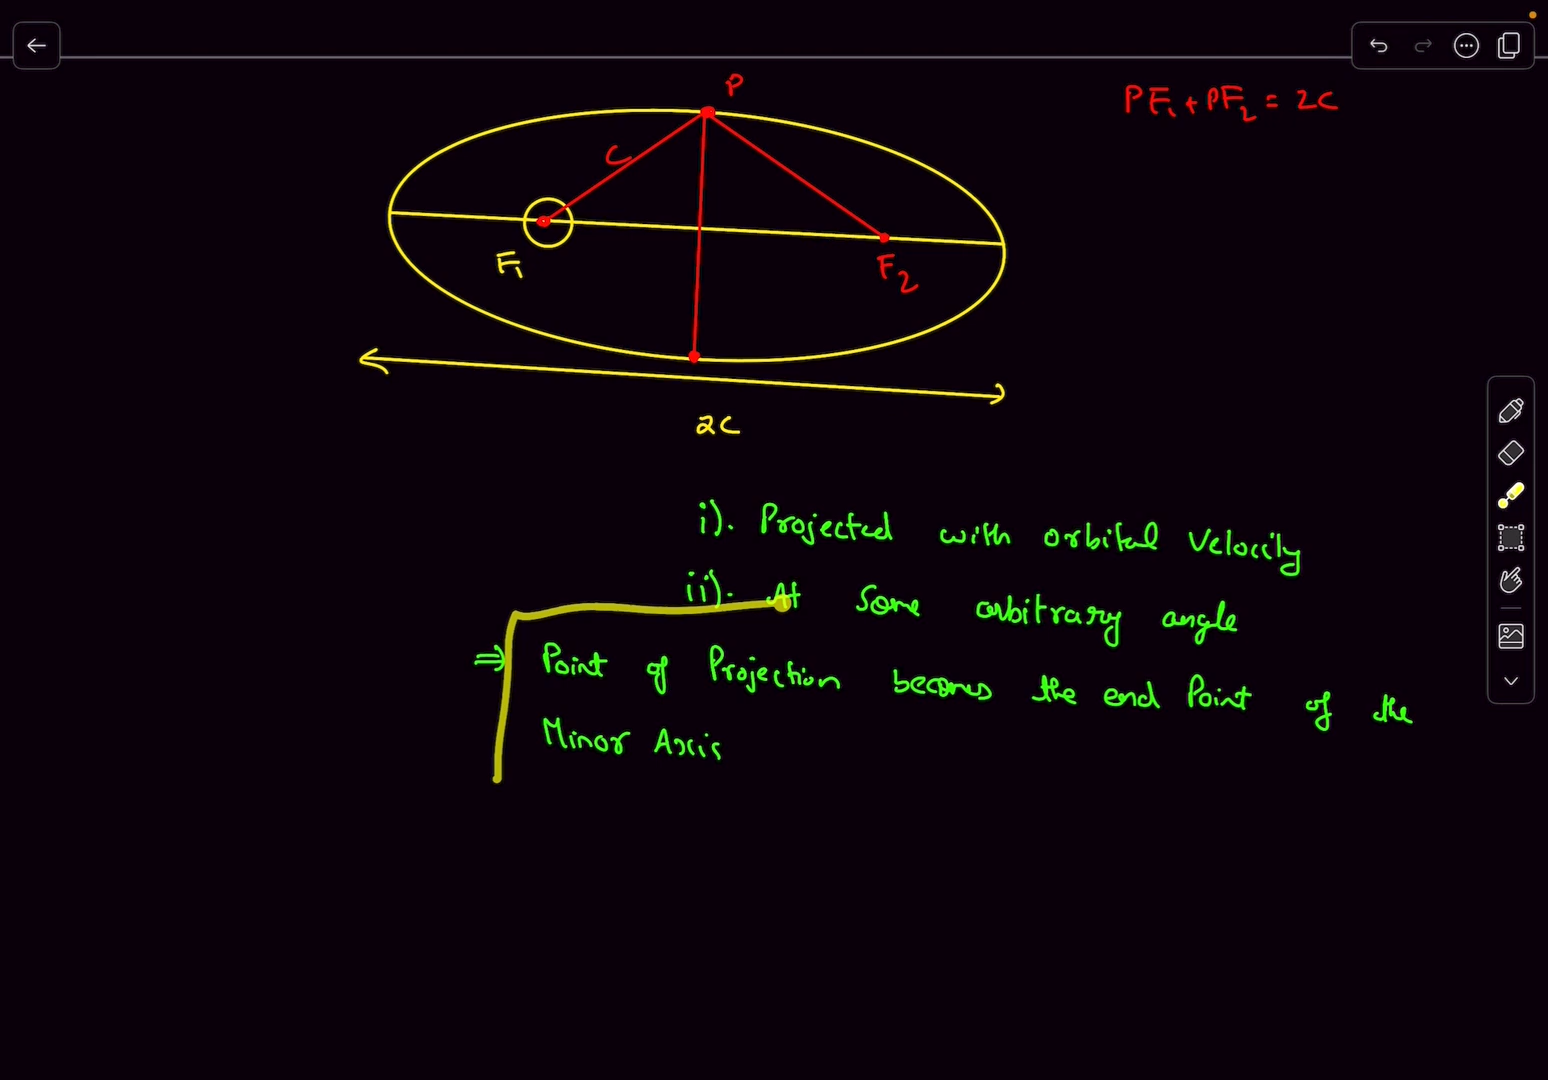 P
PF₁ + PF₂ = 2C
C
F₁
F₂
2C
i). Projected with orbital velocity
ii). At some arbitrary angle
⇒ Point of Projection becomes the end Point of the
Minor Axis